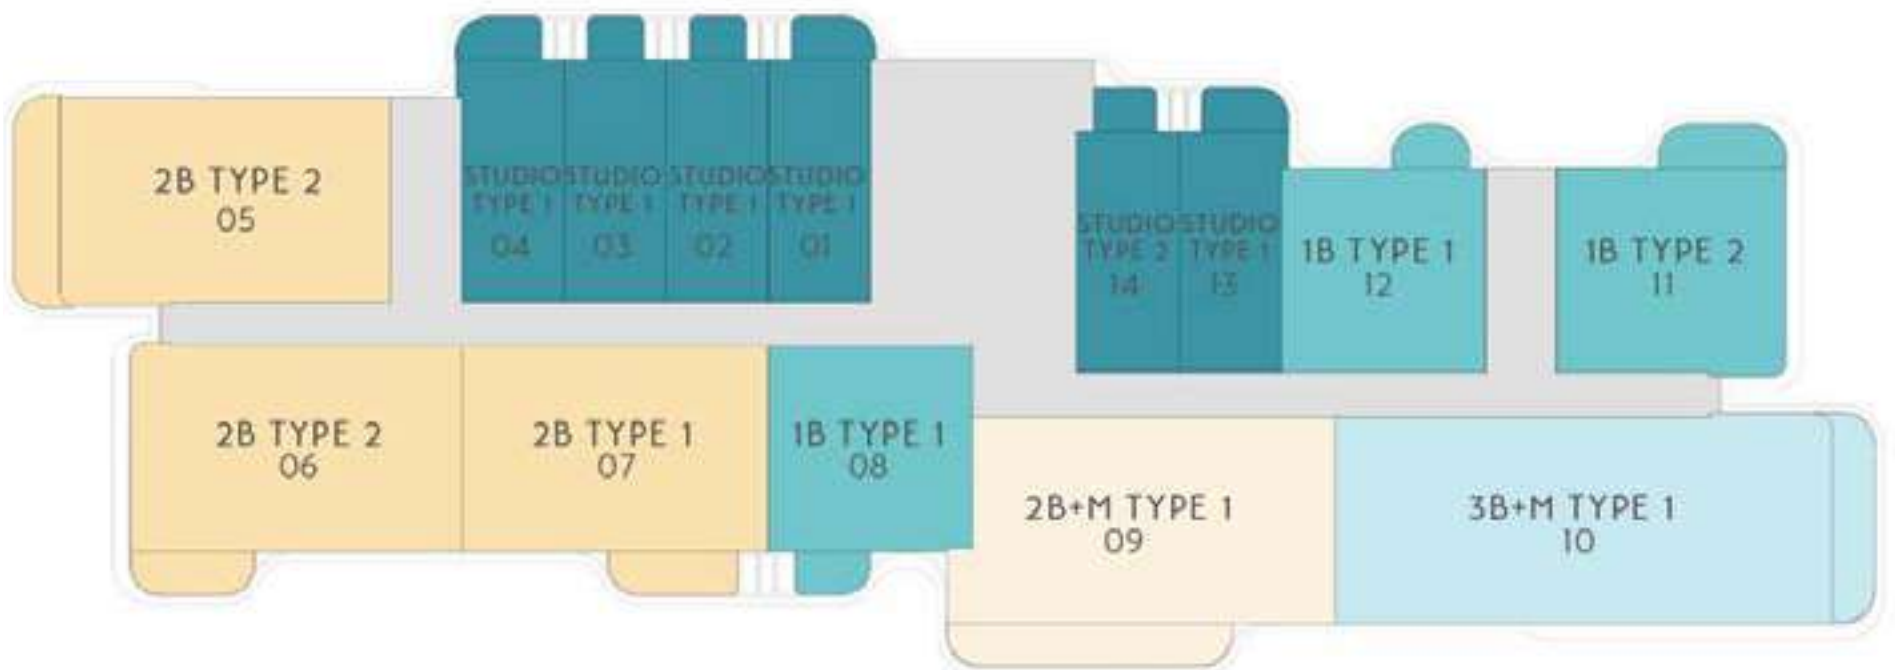 2B TYPE 2
05
STUDIO TYPE 1
04
STUDIO TYPE 1
03
STUDIO TYPE 1
02
STUDIO TYPE 1
01
STUDIO TYPE 2
14
STUDIO TYPE 1
13
1B TYPE 1
12
1B TYPE 2
11
2B TYPE 2
06
2B TYPE 1
07
1B TYPE 1
08
2B+M TYPE 1
09
3B+M TYPE 1
10